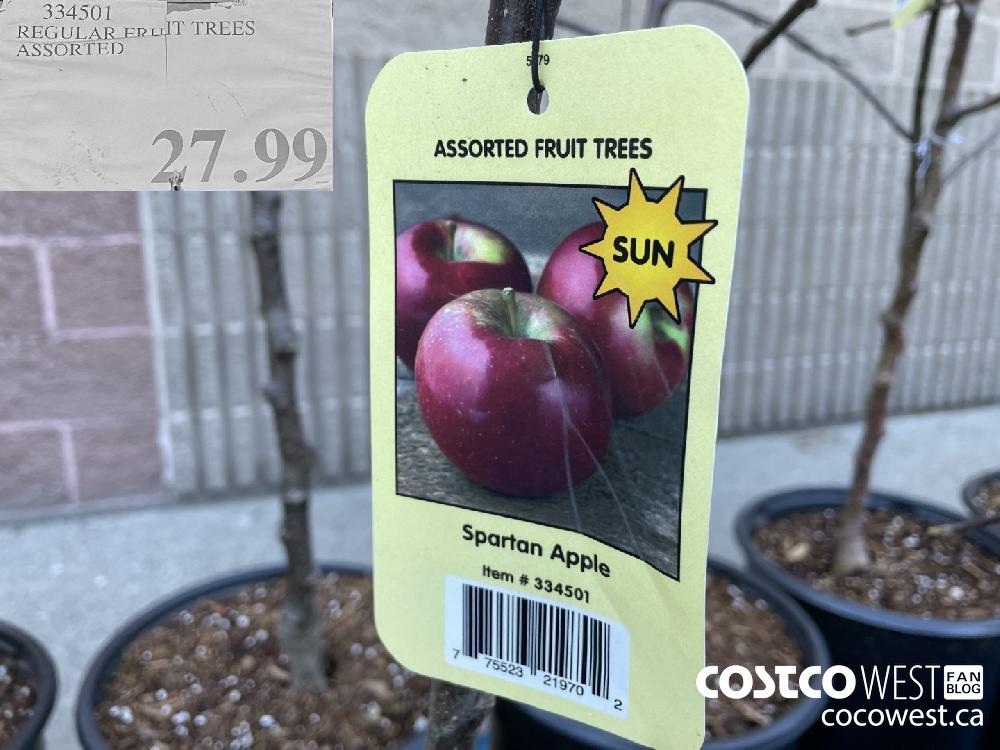 334501
REGULAR FRUIT TREES
ASSORTED
27.99
ASSORTED FRUIT TREES
SUN
Spartan Apple
Item # 334501
7 75523 21970 2
COSTCO WEST FAN BLOG
cocowest.ca